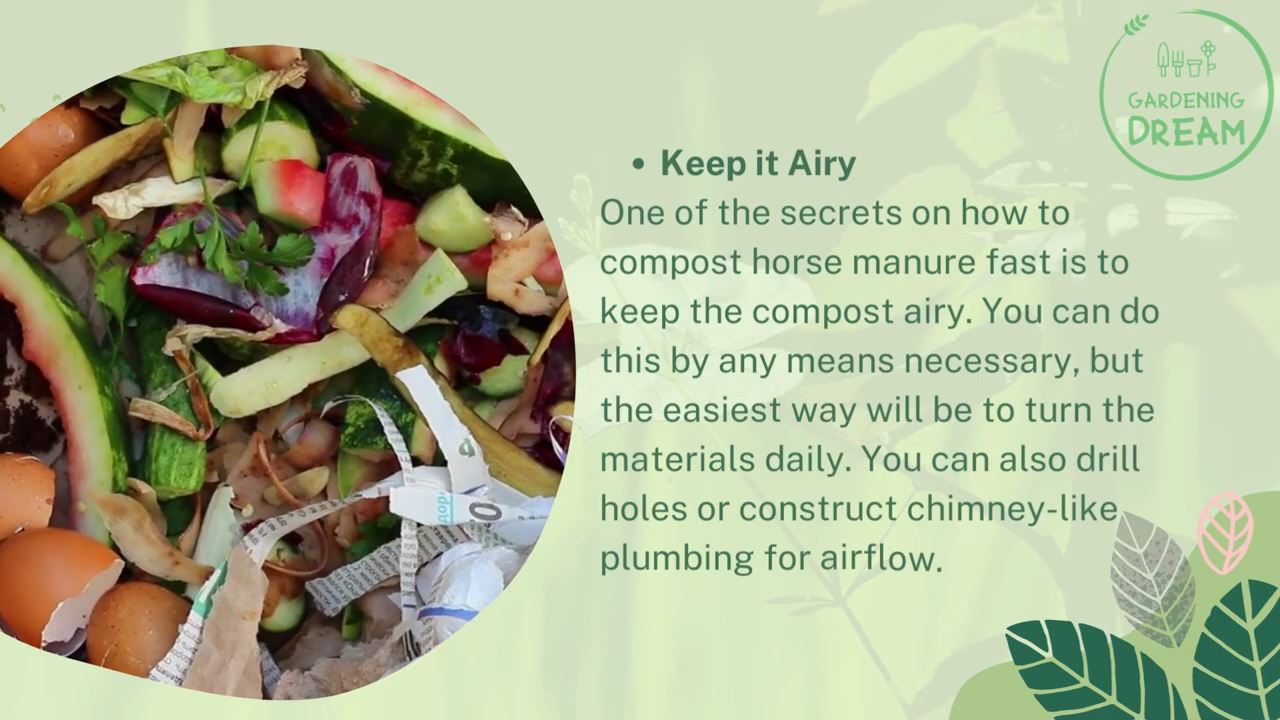 GARDENING
DREAM
• Keep it Airy
One of the secrets on how to
compost horse manure fast is to
keep the compost airy. You can do
this by any means necessary, but
the easiest way will be to turn the
materials daily. You can also drill
holes or construct chimney-like
plumbing for airflow.